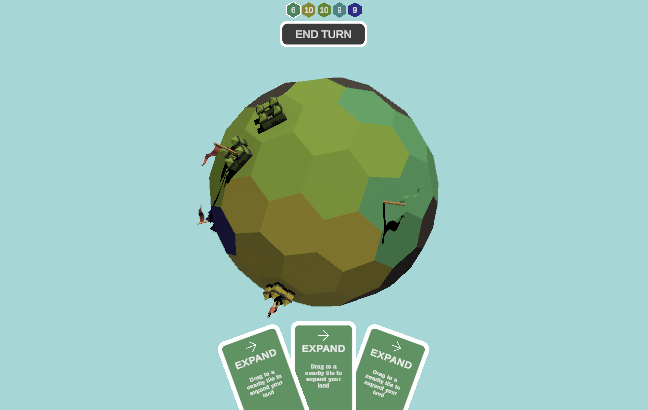 6 10 10 9 9
END TURN
EXPAND
Drag to a
nearby tile to
expand your
land
EXPAND
Drag to a
nearby tile to
expand your
land
EXPAND
Drag to a
nearby tile to
expand your
land